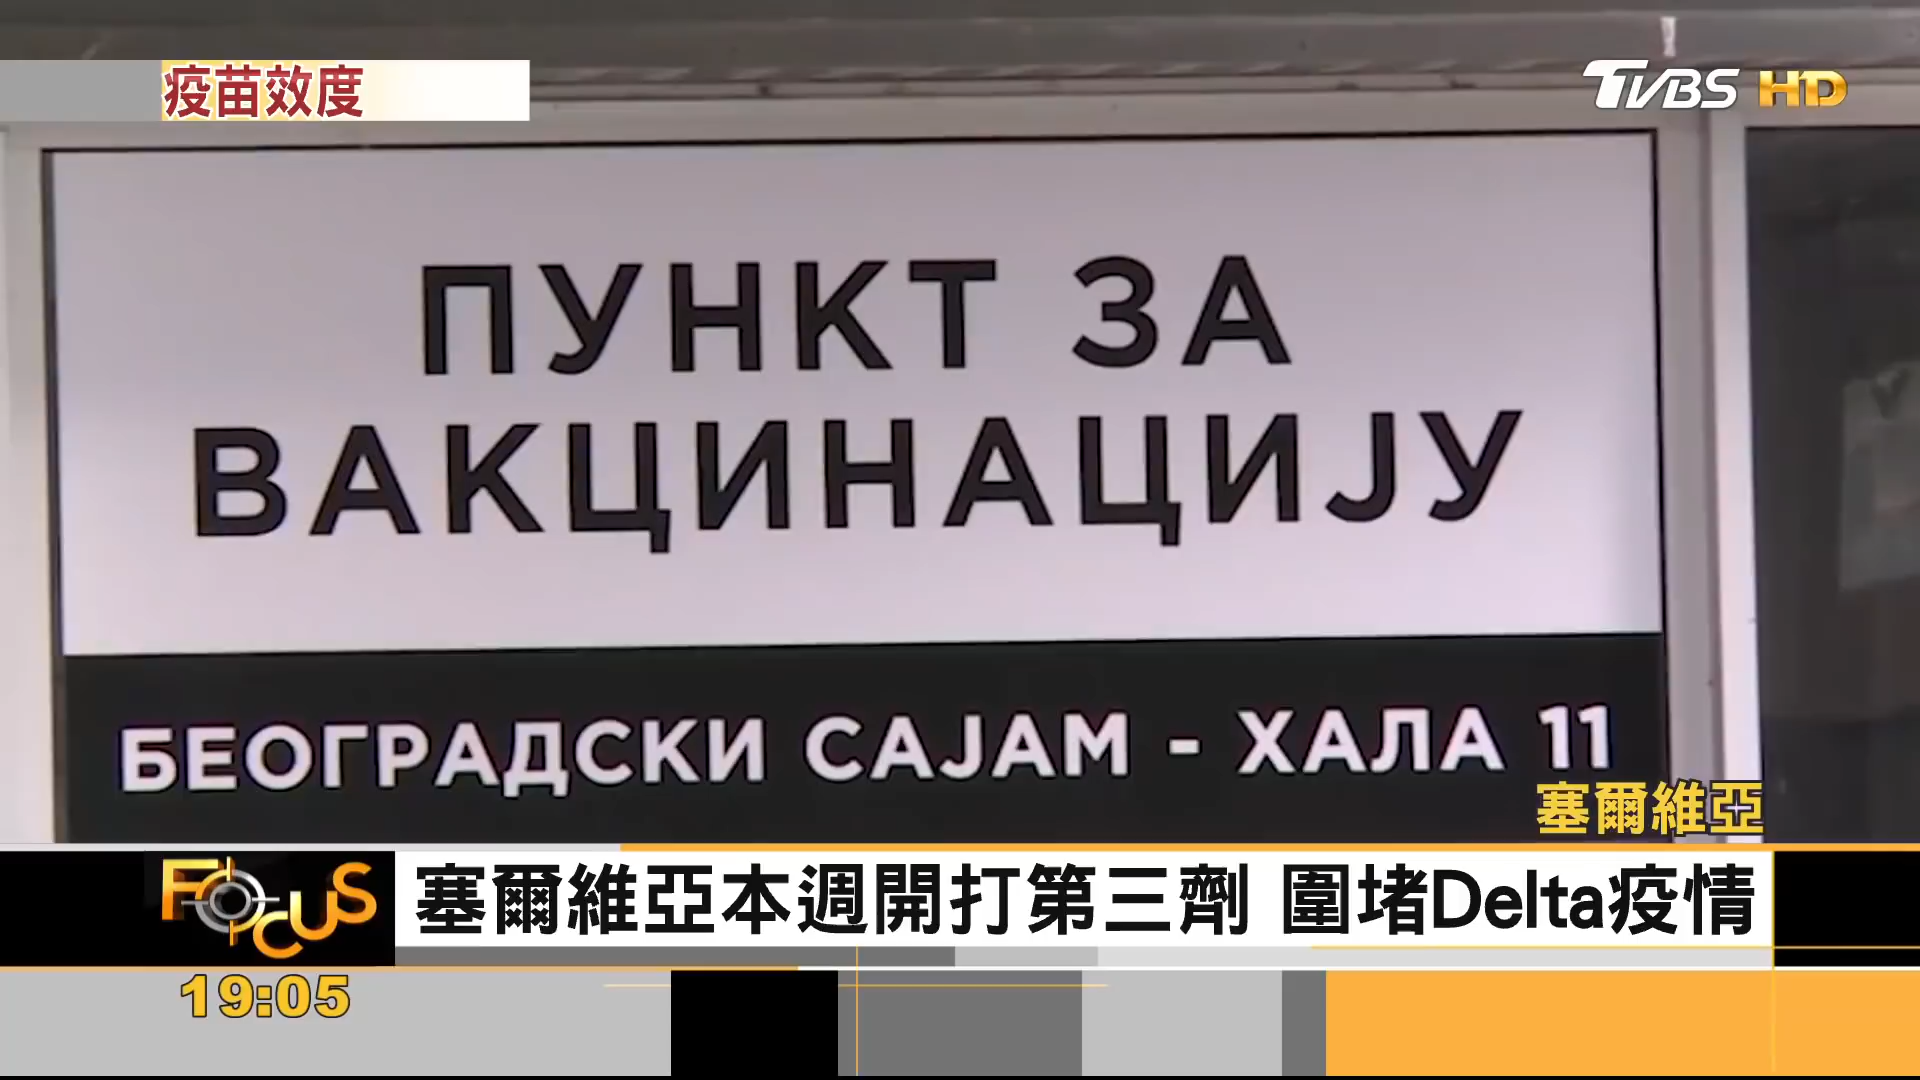 疫苗效度
TVBS HD
ПУНКТ ЗА
ВАКЦИНАЦИЈУ
БЕОГРАДСКИ САЈАМ - ХАЛА 11
塞爾維亞
FOCUS
塞爾維亞本週開打第三劑 圍堵Delta疫情
19:05